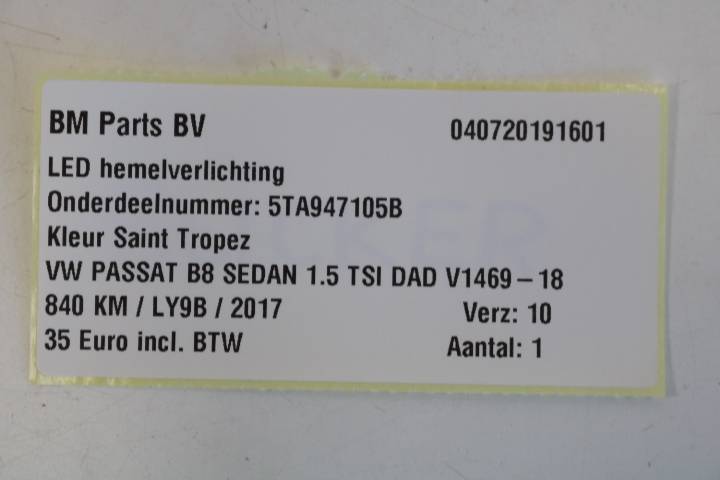 BM Parts BV 040720191601
LED hemelverlichting
Onderdeelnummer: 5TA947105B
Kleur Saint Tropez
VW PASSAT B8 SEDAN 1.5 TSI DAD V1469 – 18
840 KM / LY9B / 2017 Verz: 10
35 Euro incl. BTW Aantal: 1